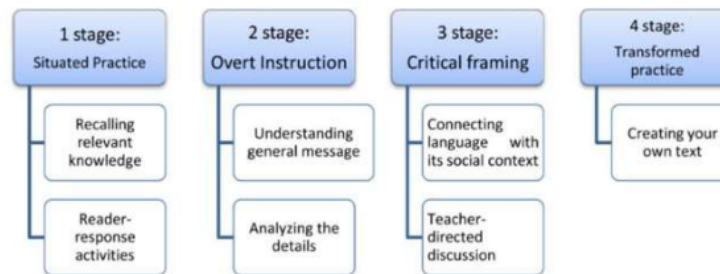 1 stage:
Situated Practice
Recalling
relevant
knowledge
Reader-
response
activities
2 stage:
Overt Instruction
Understanding
general message
Analyzing the
details
3 stage:
Critical framing
Connecting
language with
its social context
Teacher-
directed
discussion
4 stage:
Transformed
practice
Creating your
own text